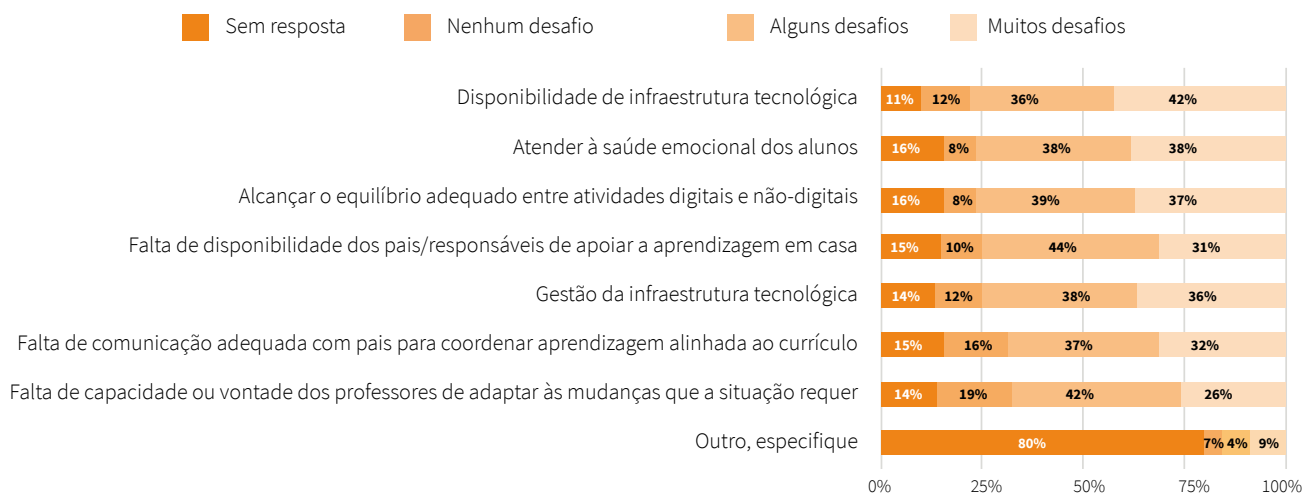 Sem resposta Nenhum desafio Alguns desafios Muitos desafios
Disponibilidade de infraestrutura tecnológica 11% 12% 36% 42%
Atender à saúde emocional dos alunos 16% 8% 38% 38%
Alcançar o equilíbrio adequado entre atividades digitais e não-digitais 16% 8% 39% 37%
Falta de disponibilidade dos pais/responsáveis de apoiar a aprendizagem em casa 15% 10% 44% 31%
Gestão da infraestrutura tecnológica 14% 12% 38% 36%
Falta de comunicação adequada com pais para coordenar aprendizagem alinhada ao currículo 15% 16% 37% 32%
Falta de capacidade ou vontade dos professores de adaptar às mudanças que a situação requer 14% 19% 42% 26%
Outro, especifique 80% 7% 4% 9%
0% 25% 50% 75% 100%